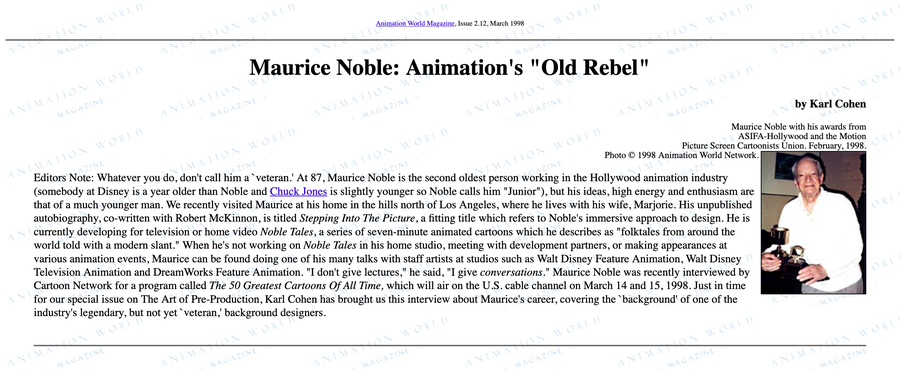 Animation World Magazine, Issue 2.12, March 1998
Maurice Noble: Animation's "Old Rebel"
by Karl Cohen
Maurice Noble with his awards from
ASIFA-Hollywood and the Motion
Picture Screen Cartoonists Union. February, 1998.
Photo © 1998 Animation World Network.
Editors Note: Whatever you do, don't call him a `veteran.' At 87, Maurice Noble is the second oldest person working in the Hollywood animation industry
(somebody at Disney is a year older than Noble and Chuck Jones is slightly younger so Noble calls him "Junior"), but his ideas, high energy and enthusiasm are
that of a much younger man. We recently visited Maurice at his home in the hills north of Los Angeles, where he lives with his wife, Marjorie. His unpublished
autobiography, co-written with Robert McKinnon, is titled Stepping Into The Picture, a fitting title which refers to Noble's immersive approach to design. He is
currently developing for television or home video Noble Tales, a series of seven-minute animated cartoons which he describes as "folktales from around the
world told with a modern slant." When he's not working on Noble Tales in his home studio, meeting with development partners, or making appearances at
various animation events, Maurice can be found doing one of his many talks with staff artists at studios such as Walt Disney Feature Animation, Walt Disney
Television Animation and DreamWorks Feature Animation. "I don't give lectures," he said, "I give conversations." Maurice Noble was recently interviewed by
Cartoon Network for a program called The 50 Greatest Cartoons Of All Time, which will air on the U.S. cable channel on March 14 and 15, 1998. Just in time
for our special issue on The Art of Pre-Production, Karl Cohen has brought us this interview about Maurice's career, covering the `background' of one of the
industry's legendary, but not yet `veteran,' background designers.